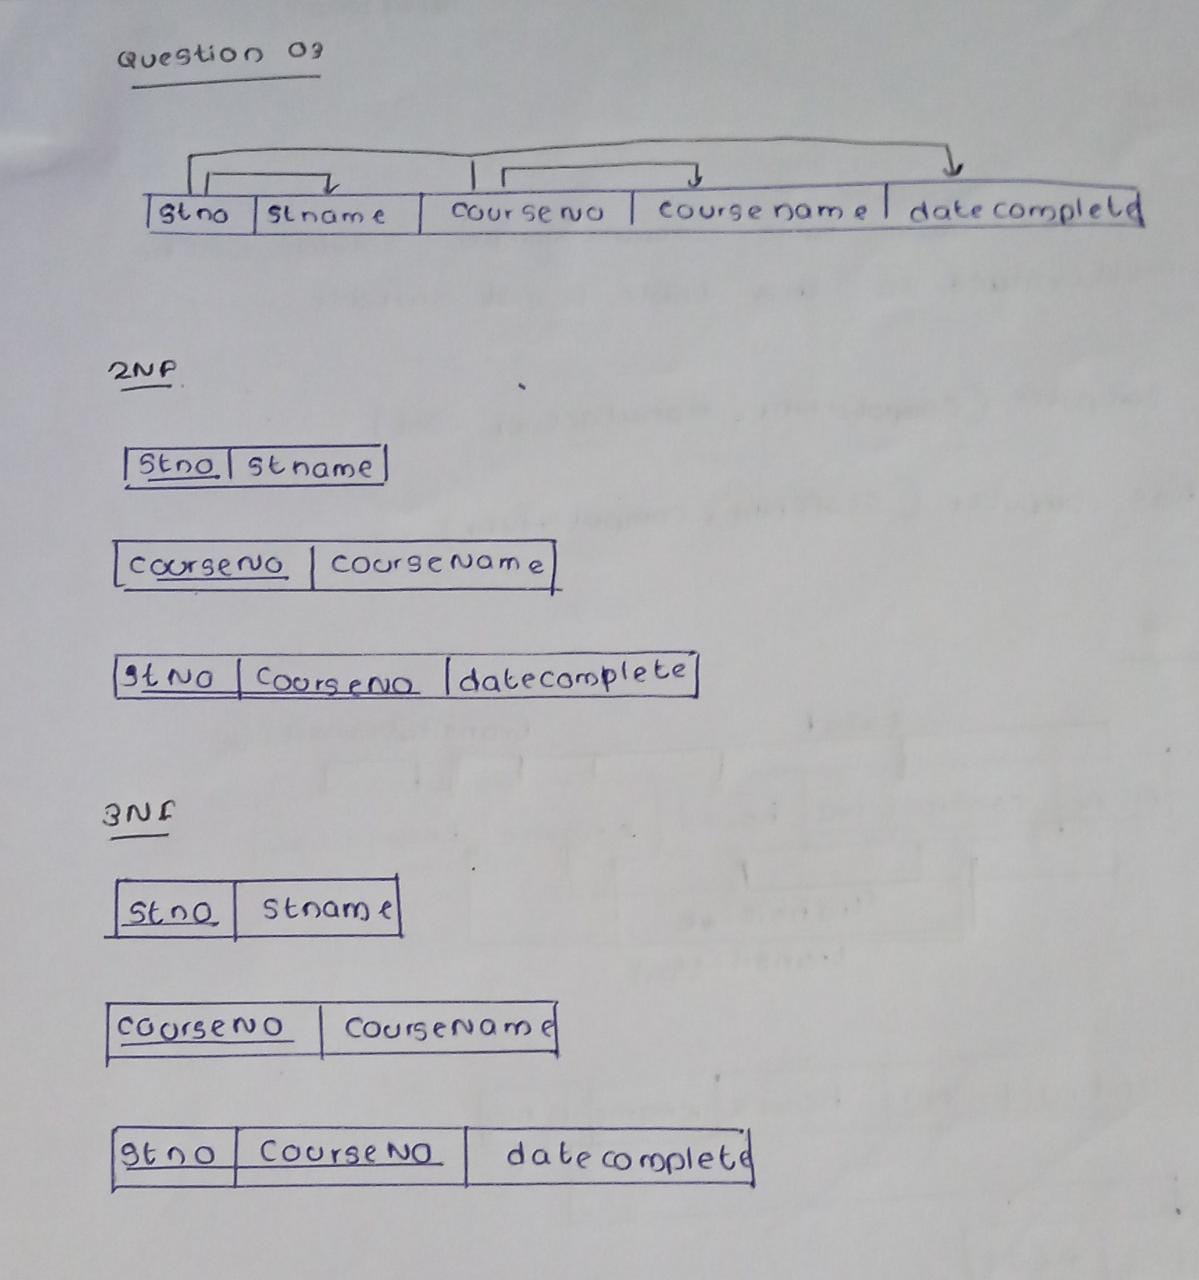 Question 03
stno stname courseNo coursename datecompleted
2NF
stno stname
courseNo courseName
stNo courseNo datecomplete
3NF
stno stname
courseNo courseName
stno courseNo datecompleted